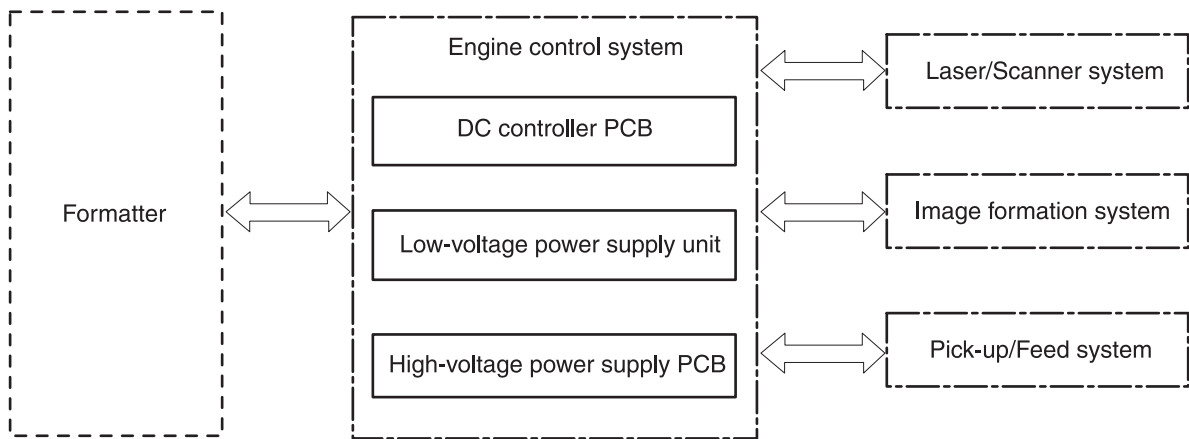 Formatter
Engine control system
DC controller PCB
Low-voltage power supply unit
High-voltage power supply PCB
Laser/Scanner system
Image formation system
Pick-up/Feed system